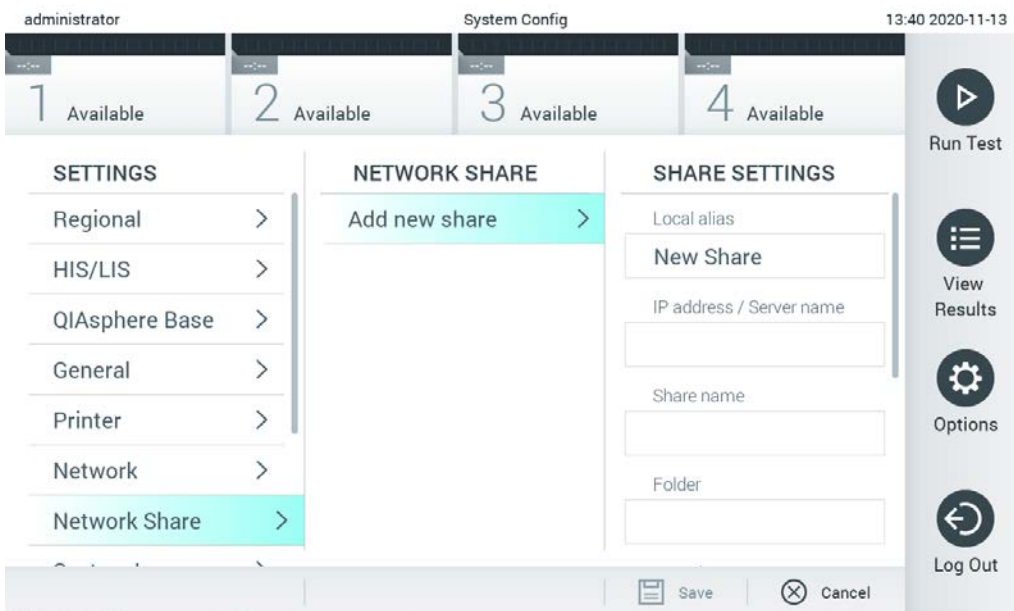 administrator System Config 13:40 2020-11-13
--:-- --:-- --:-- --:--
1 Available 2 Available 3 Available 4 Available
Run Test
SETTINGS
Regional
HIS/LIS
QIAsphere Base
General
Printer
Network
Network Share
NETWORK SHARE
Add new share
SHARE SETTINGS
Local alias
New Share
IP address / Server name
Share name
Folder
View
Results
Options
Log Out
Save Cancel